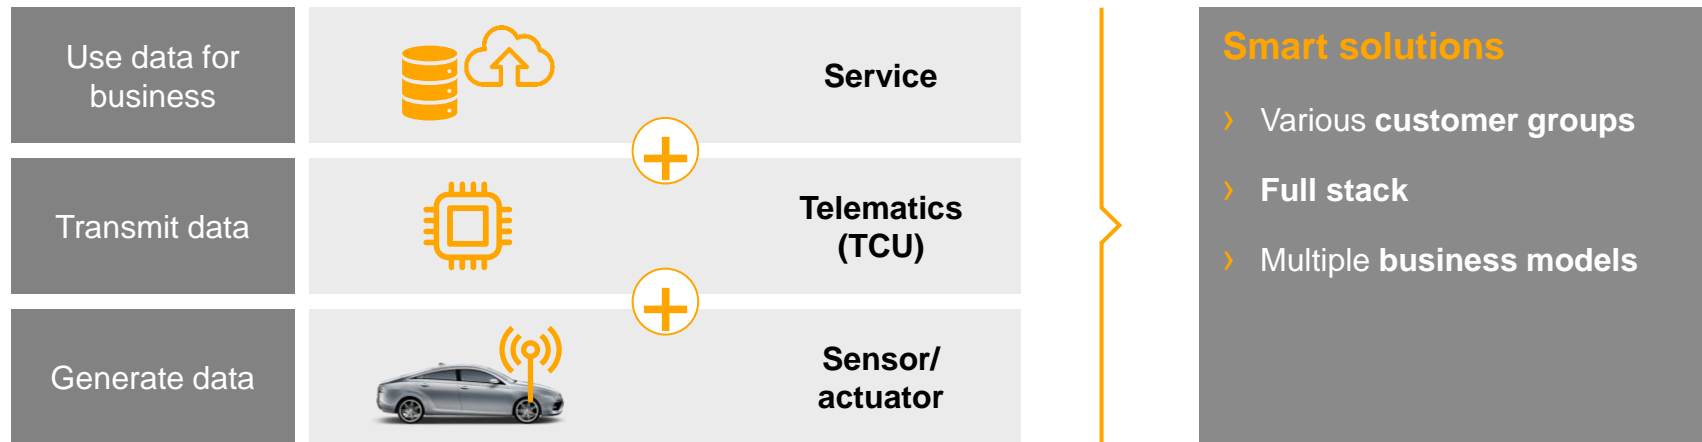 Use data for
business
Service
Transmit data
Telematics
(TCU)
Generate data
Sensor/
actuator
Smart solutions
› Various customer groups
› Full stack
› Multiple business models